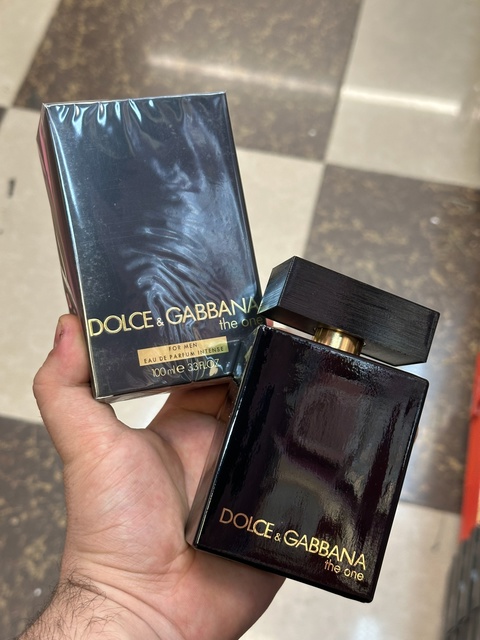 DOLCE & GABBANA
the one
FOR MEN
EAU DE PARFUM INTENSE
100 ml e 3.3 FL.OZ.
DOLCE & GABBANA
the one